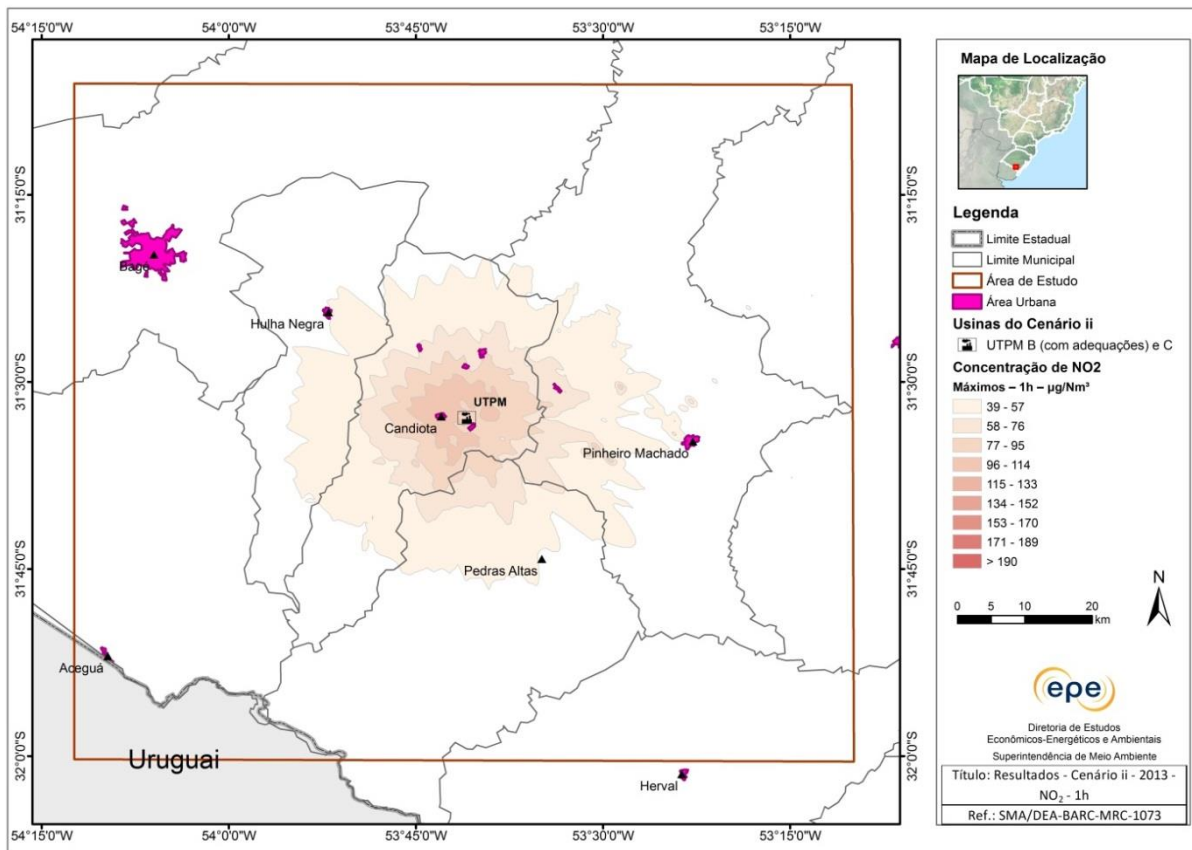 54°15'0"W 54°0'0"W 53°45'0"W 53°30'0"W 53°15'0"W
31°15'0"S
31°30'0"S
31°45'0"S
32°0'0"S
31°15'0"S
31°30'0"S
31°45'0"S
32°0'0"S
Bagé
Hulha Negra
UTPM
Candiota
Pinheiro Machado
Pedras Altas
Aceguá
Uruguai
Herval
54°15'0"W 54°0'0"W 53°45'0"W 53°30'0"W 53°15'0"W
Mapa de Localização
Legenda
Limite Estadual
Limite Municipal
Área de Estudo
Área Urbana
Usinas do Cenário ii
UTPM B (com adequações) e C
Concentração de NO2
Máximos – 1h – µg/Nm³
39 - 57
58 - 76
77 - 95
96 - 114
115 - 133
134 - 152
153 - 170
171 - 189
> 190
N
0 5 10 20
km
epe
Diretoria de Estudos
Econômicos-Energéticos e Ambientais
Superintendência de Meio Ambiente
Título: Resultados - Cenário ii - 2013 -
NO₂ - 1h
Ref.: SMA/DEA-BARC-MRC-1073